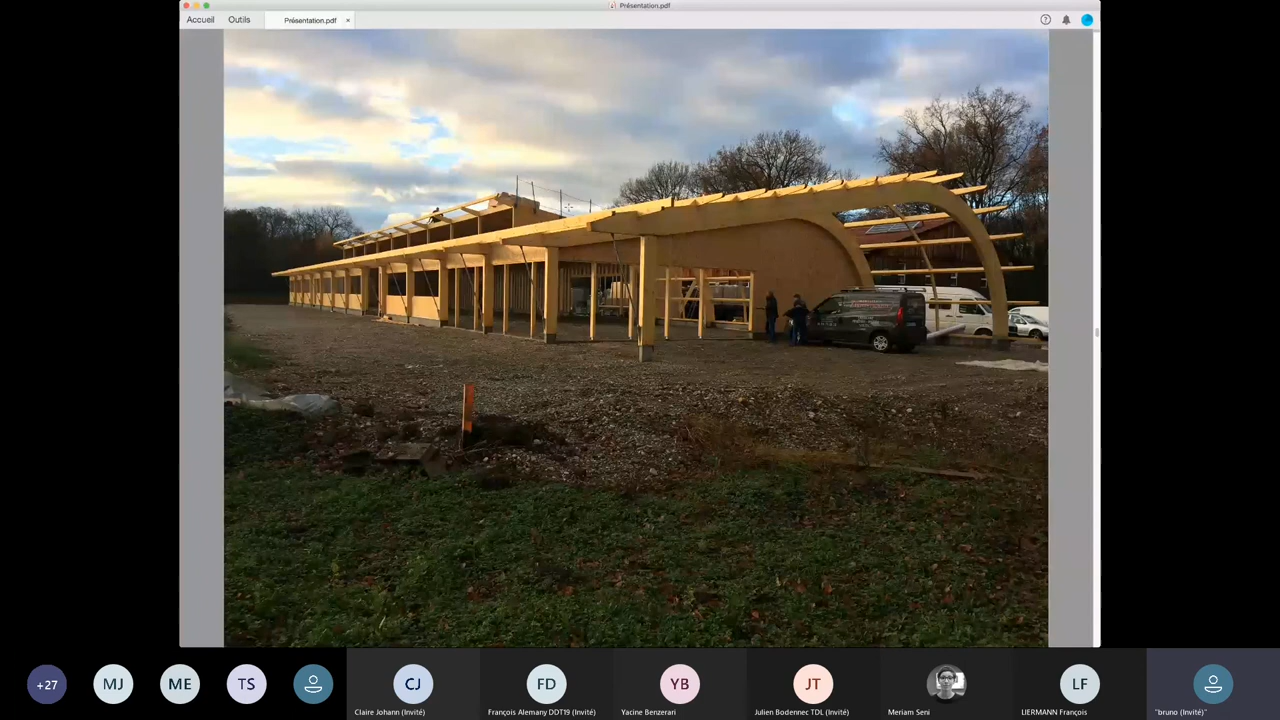 Présentation.pdf
Accueil
Outils
Présentation.pdf
×
?
+27
MJ
ME
TS
CJ
FD
YB
JT
LF
Claire Johann (Invité)
François Alemany DDT19 (Invité)
Yacine Benzerari
Julien Bodennec TDL (Invité)
Meriam Seni
LIERMANN François
"bruno (Invité)"